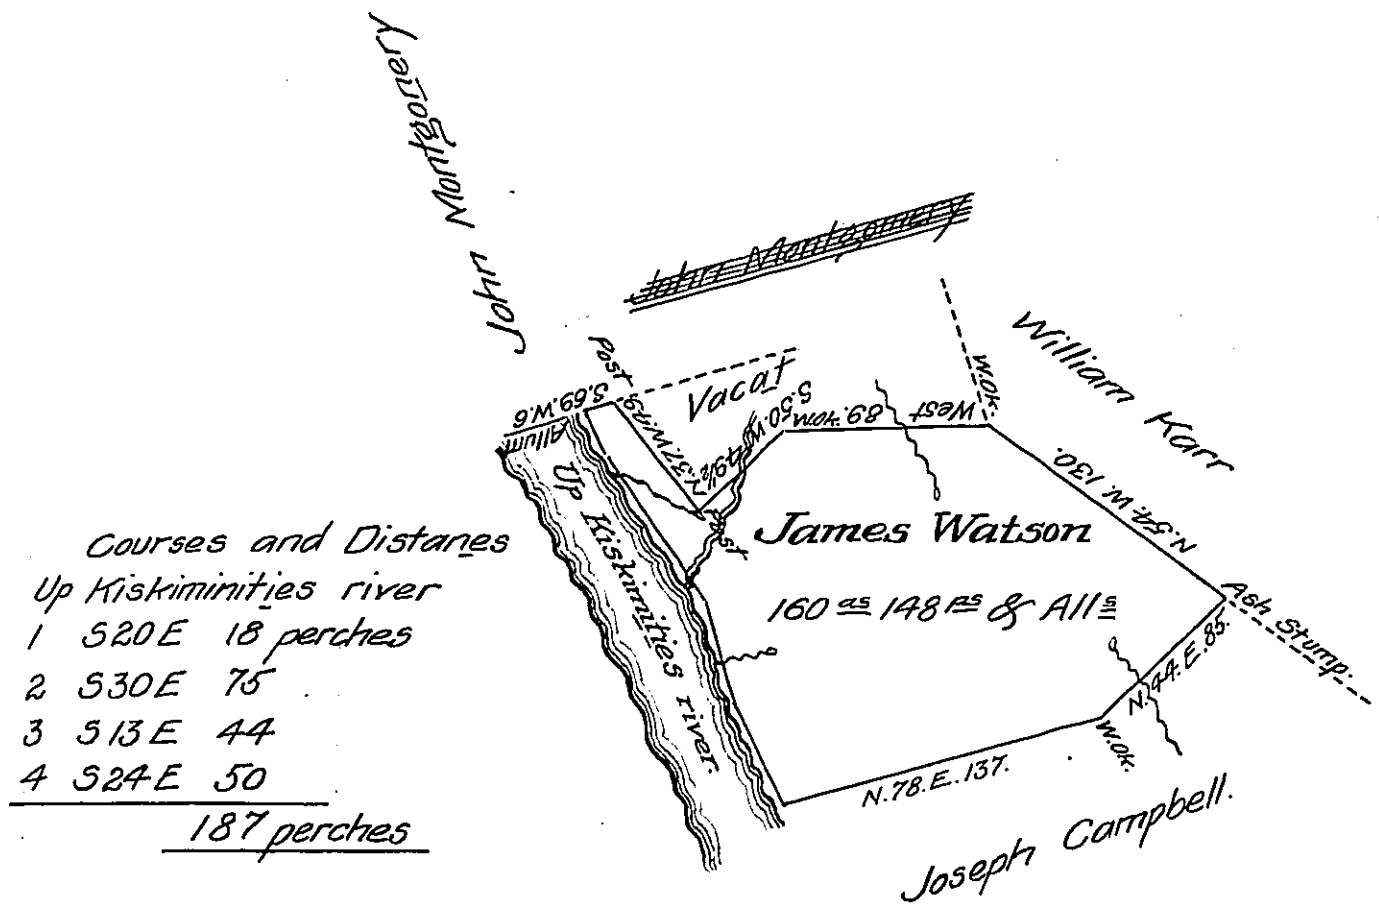 John Montgomery
John Montgomery
William Karr
Post
Vacat
W.Ok.
S.69.W.6
Allum
N.37.W.49
S.50.W.49½
West 89.40m
N.54.W.130.
Post
Up Kiskimities river.
James Watson
160 as 148 ps & Alls
Ash Stump.
N.44.E.85.
W.Ok.
N.78.E.137.
Joseph Campbell.
Courses and Distanes
Up Kiskiminities river
1 S20E 18 perches
2 S30E 75
3 S13E 44
4 S24E 50
187 perches